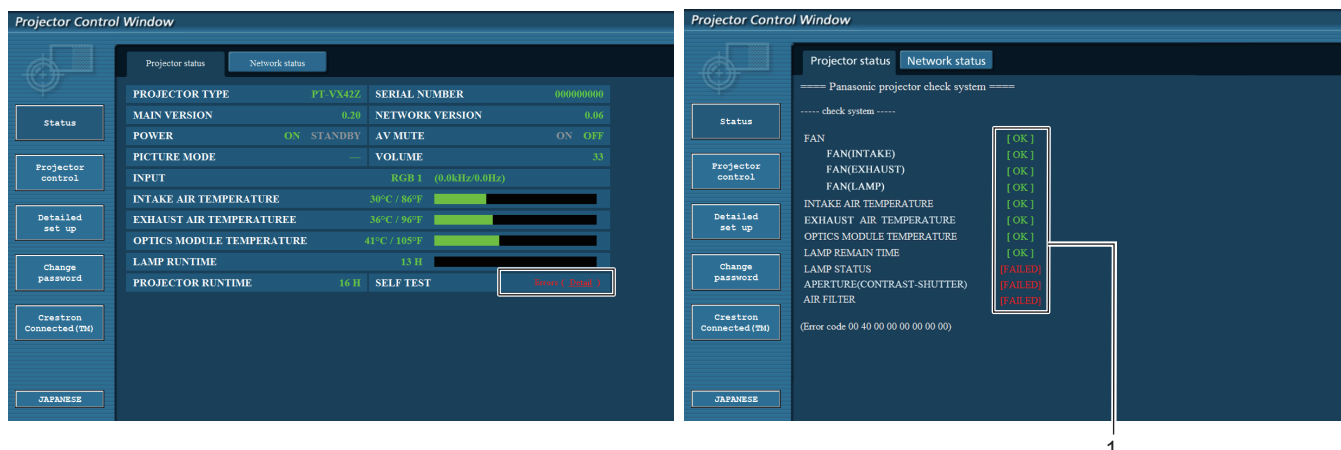 Projector Control Window
Projector status Network status
Status
Projector control
Detailed set up
Change password
Crestron Connected(TM)
JAPANESE
PROJECTOR TYPE PT-VX42Z SERIAL NUMBER 000000000
MAIN VERSION 0.20 NETWORK VERSION 0.06
POWER ON STANDBY AV MUTE ON OFF
PICTURE MODE — VOLUME 33
INPUT RGB 1 (0.0kHz/0.0Hz)
INTAKE AIR TEMPERATURE 30°C / 86°F
EXHAUST AIR TEMPERATUREE 36°C / 96°F
OPTICS MODULE TEMPERATURE 41°C / 105°F
LAMP RUNTIME 13 H
PROJECTOR RUNTIME 16 H SELF TEST Error ( Detail )
Projector Control Window
Projector status Network status
Status
Projector control
Detailed set up
Change password
Crestron Connected(TM)
JAPANESE
==== Panasonic projector check system ====
----- check system -----
FAN [ OK ]
FAN(INTAKE) [ OK ]
FAN(EXHAUST) [ OK ]
FAN(LAMP) [ OK ]
INTAKE AIR TEMPERATURE [ OK ]
EXHAUST AIR TEMPERATURE [ OK ]
OPTICS MODULE TEMPERATURE [ OK ]
LAMP REMAIN TIME [ OK ]
LAMP STATUS [FAILED]
APERTURE(CONTRAST-SHUTTER) [FAILED]
AIR FILTER [FAILED]
(Error code 00 40 00 00 00 00 00 00)
1